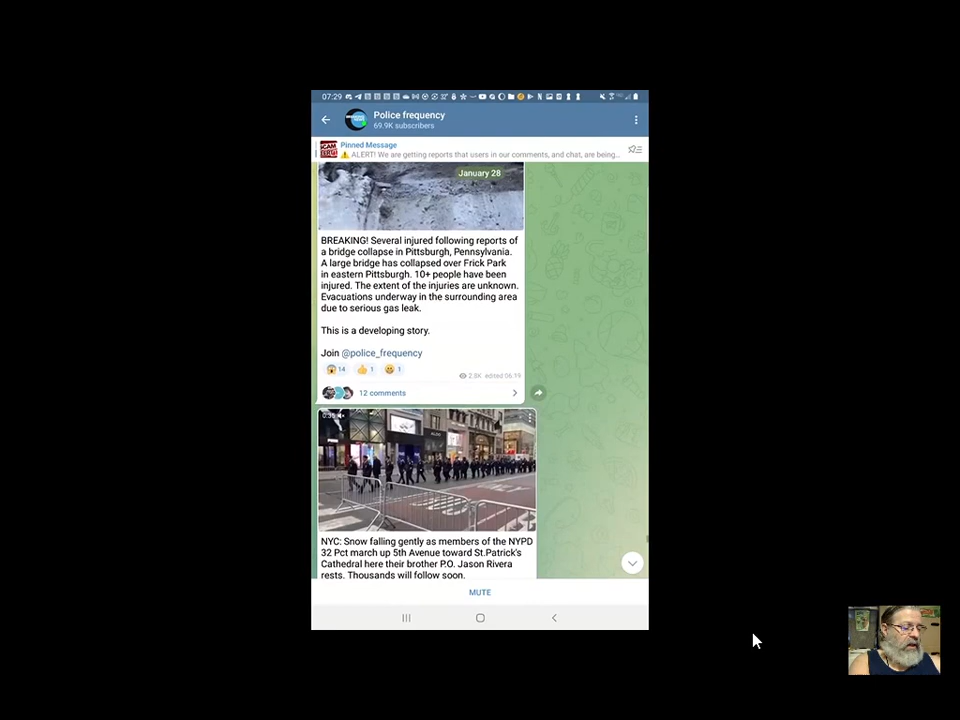 07:29
Police frequency
69.9K subscribers
Pinned Message
ALERT! We are getting reports that users in our comments, and chat, are being...
January 28
BREAKING! Several injured following reports of
a bridge collapse in Pittsburgh, Pennsylvania.
A large bridge has collapsed over Frick Park
in eastern Pittsburgh. 10+ people have been
injured. The extent of the injuries are unknown.
Evacuations underway in the surrounding area
due to serious gas leak.
This is a developing story.
Join @police_frequency
14 1 1
2.8K edited 06:19
12 comments
NYC: Snow falling gently as members of the NYPD
32 Pct march up 5th Avenue toward St.Patrick's
Cathedral here their brother P.O. Jason Rivera
rests. Thousands will follow soon.
MUTE